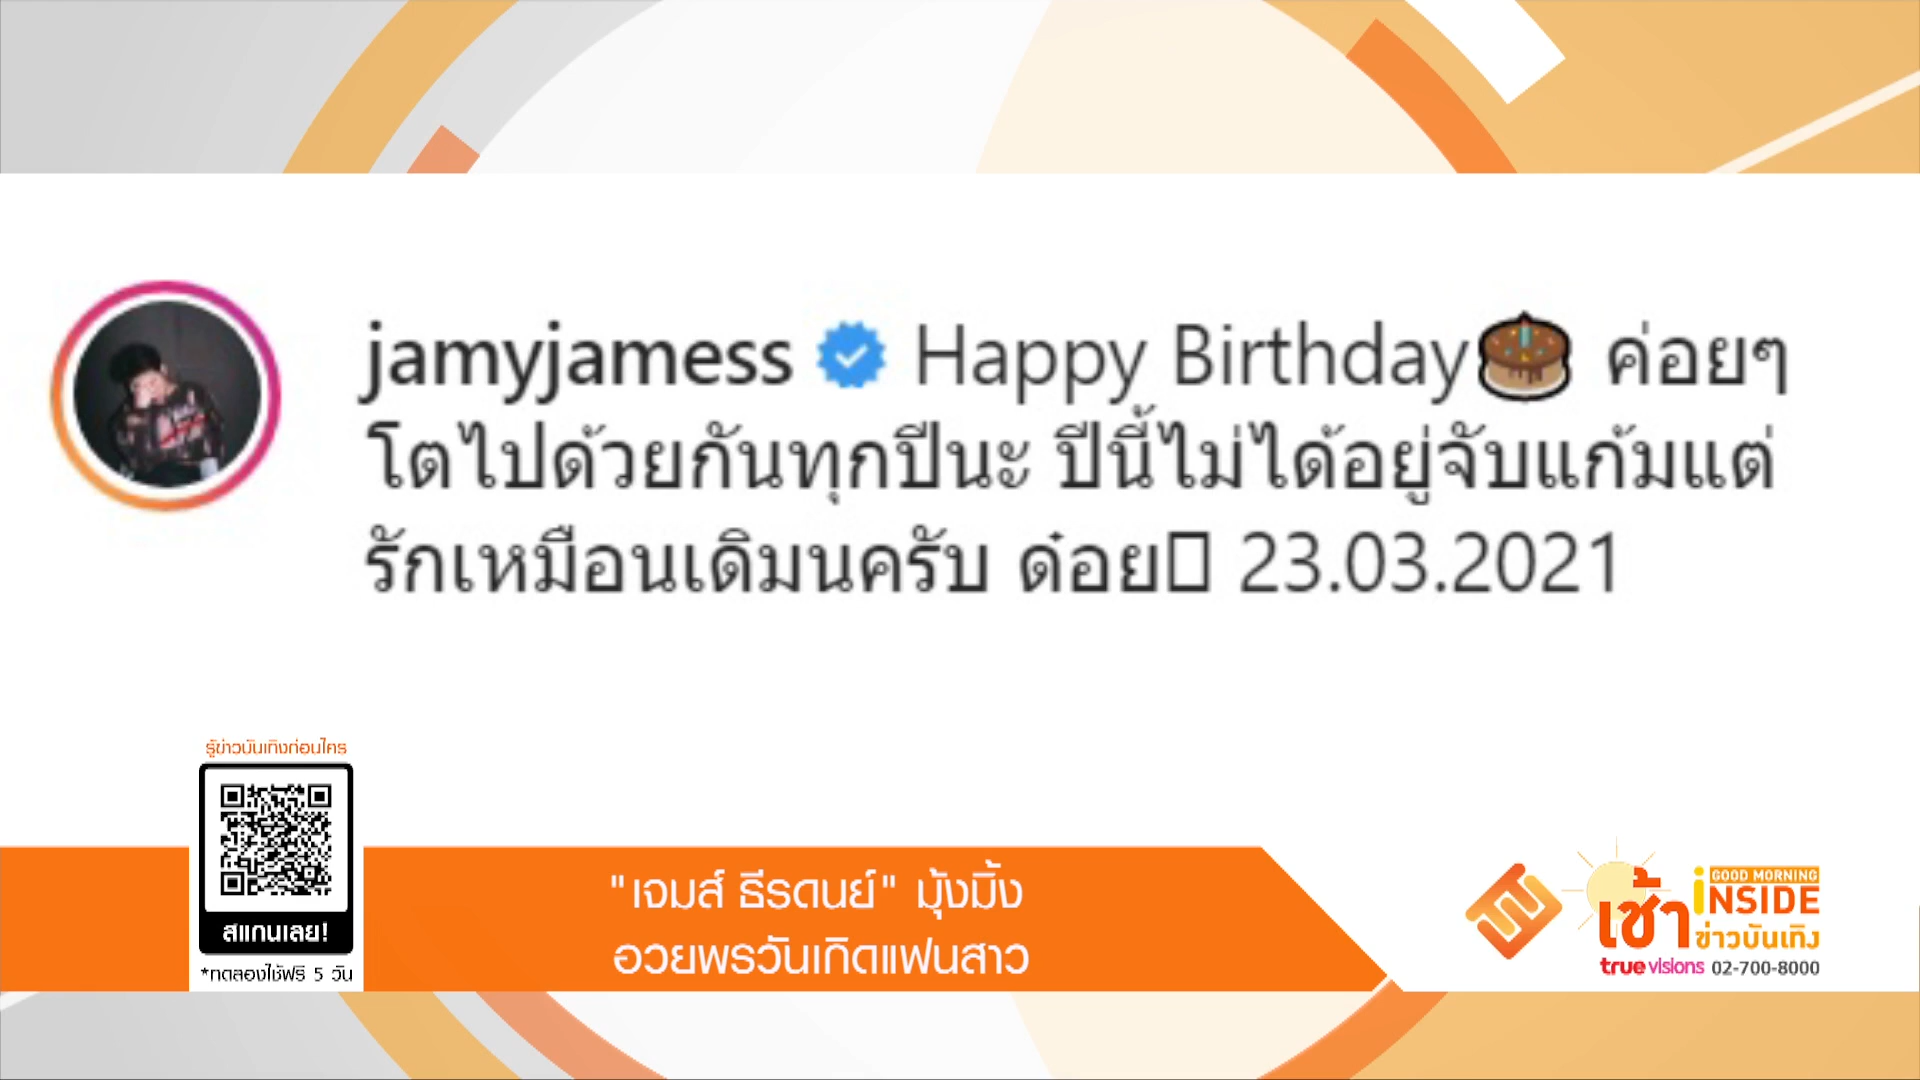 jamyjamess Happy Birthday🎂 ค่อยๆ
โตไปด้วยกันทุกปีนะ ปีนี้ไม่ได้อยู่จับแก้มแต่
รักเหมือนเดิมนครับ ด๋อย 23.03.2021
รู้ข่าวบันเทิงก่อนใคร
สแกนเลย!
*ทดลองใช้ฟรี 5 วัน
"เจมส์ ธีรดนย์" มุ้งมิ้ง
อวยพรวันเกิดแฟนสาว
GOOD MORNING
iNSIDE
เช้า
ข่าวบันเทิง
truevisions 02-700-8000